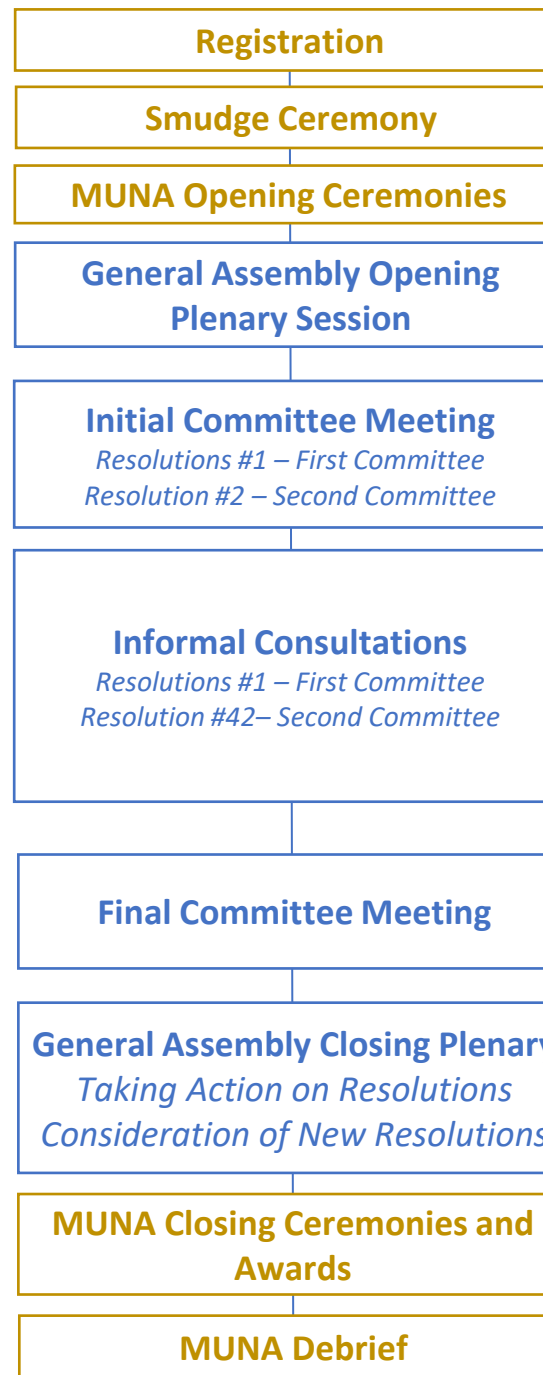 Registration
Smudge Ceremony
MUNA Opening Ceremonies
General Assembly Opening
Plenary Session
Initial Committee Meeting
Resolutions #1 – First Committee
Resolution #2 – Second Committee
Informal Consultations
Resolutions #1 – First Committee
Resolution #42– Second Committee
Final Committee Meeting
General Assembly Closing Plenary
Taking Action on Resolutions
Consideration of New Resolutions
MUNA Closing Ceremonies and
Awards
MUNA Debrief